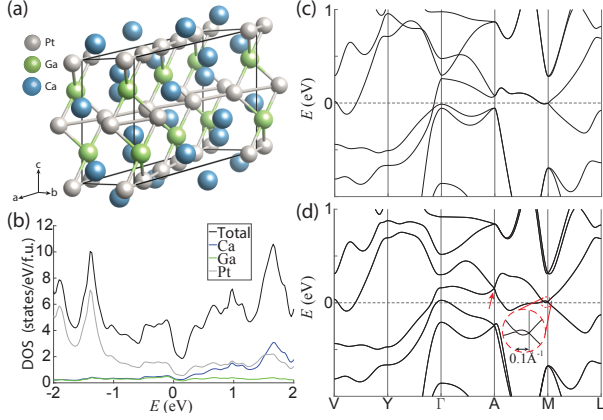 (a)
Pt
Ga
Ca
c
a
b
(b)
DOS (states/eV/f.u.)
12
10
8
6
4
2
0
-2
-1
0
1
2
E (eV)
Total
Ca
Ga
Pt
(c)
E (eV)
1
0
-1
(d)
E (eV)
1
0
-1
0.1Å⁻¹
V
Y
Γ
A
M
L